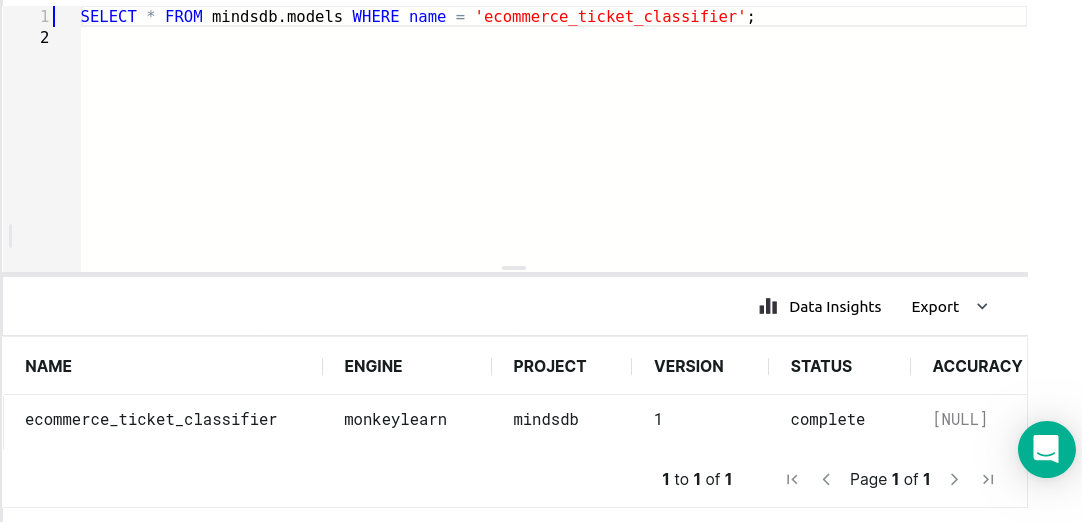 1 SELECT * FROM mindsdb.models WHERE name = 'ecommerce_ticket_classifier';
2
Data Insights Export
NAME ENGINE PROJECT VERSION STATUS ACCURACY
ecommerce_ticket_classifier monkeylearn mindsdb 1 complete [NULL]
1 to 1 of 1 Page 1 of 1